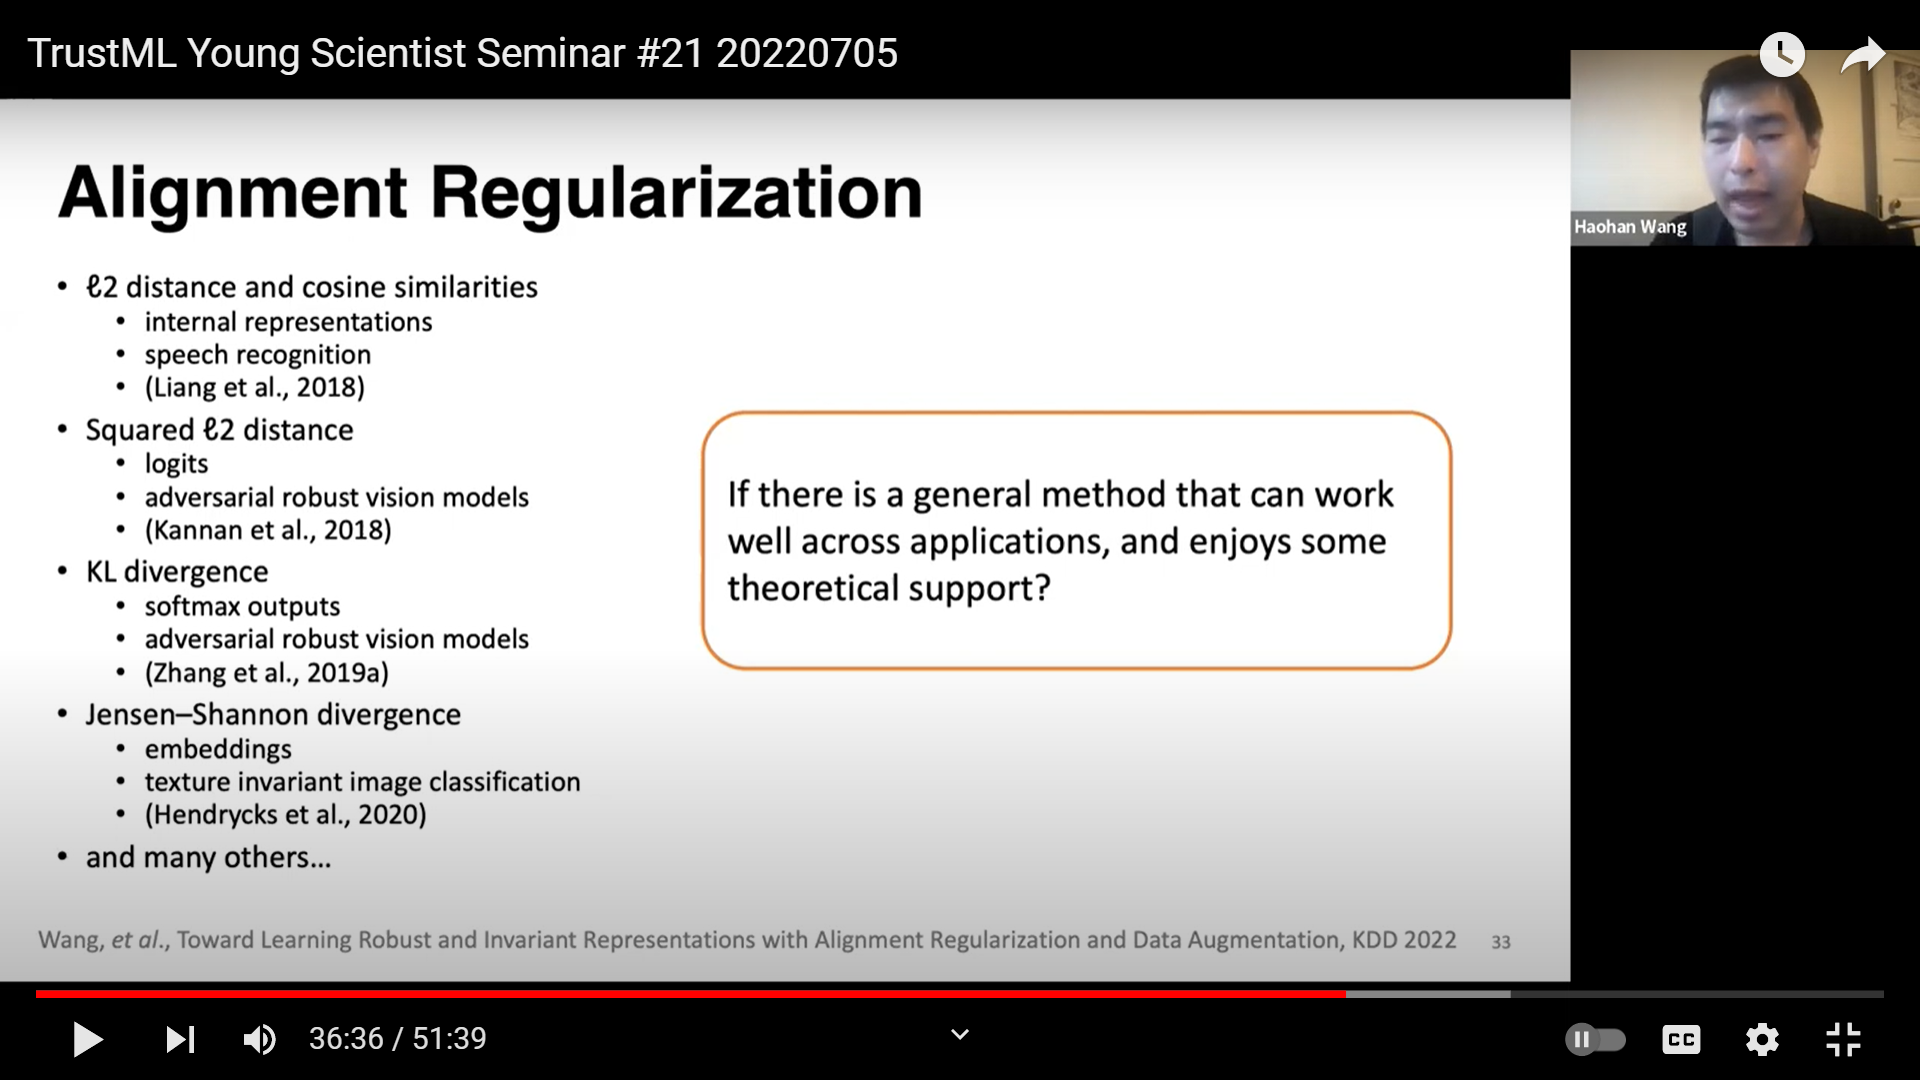 TrustML Young Scientist Seminar #21 20220705
Haohan Wang
Alignment Regularization
• ℓ2 distance and cosine similarities
• internal representations
• speech recognition
• (Liang et al., 2018)
• Squared ℓ2 distance
• logits
• adversarial robust vision models
• (Kannan et al., 2018)
• KL divergence
• softmax outputs
• adversarial robust vision models
• (Zhang et al., 2019a)
• Jensen–Shannon divergence
• embeddings
• texture invariant image classification
• (Hendrycks et al., 2020)
• and many others...
If there is a general method that can work
well across applications, and enjoys some
theoretical support?
Wang, et al., Toward Learning Robust and Invariant Representations with Alignment Regularization and Data Augmentation, KDD 2022 33
36:36 / 51:39
CC